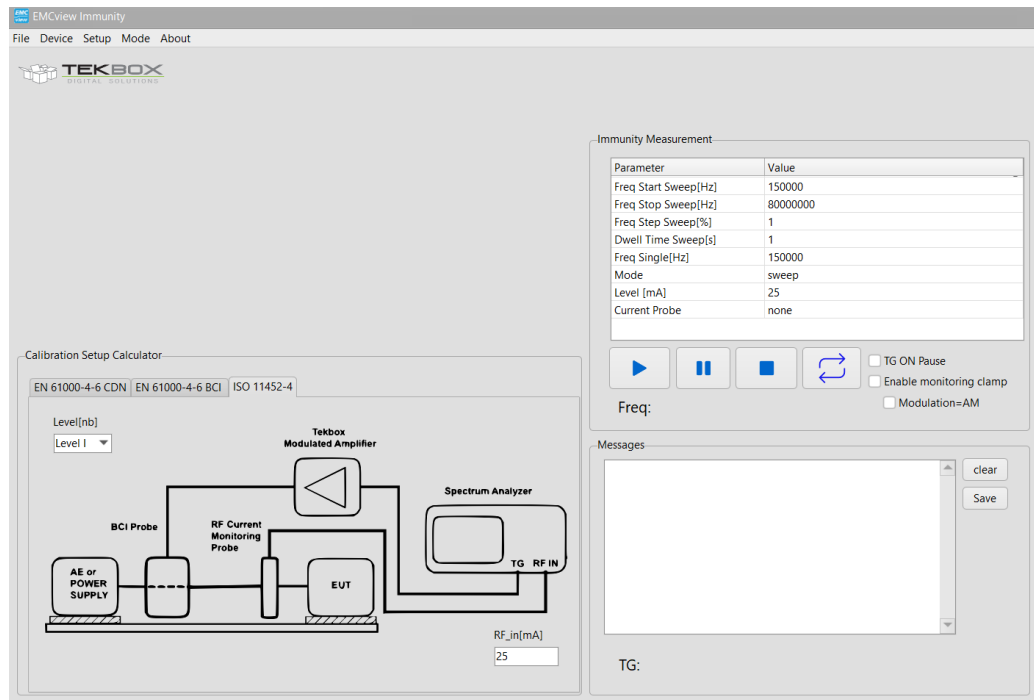 EMC
view
EMCview Immunity
File Device Setup Mode About
TEKBOX
DIGITAL SOLUTIONS
Immunity Measurement
Parameter Value
Freq Start Sweep[Hz] 150000
Freq Stop Sweep[Hz] 80000000
Freq Step Sweep[%] 1
Dwell Time Sweep[s] 1
Freq Single[Hz] 150000
Mode sweep
Level [mA] 25
Current Probe none
TG ON Pause
Enable monitoring clamp
Modulation=AM
Freq:
Calibration Setup Calculator
EN 61000-4-6 CDN EN 61000-4-6 BCI ISO 11452-4
Level[nb]
Level I
Tekbox
Modulated Amplifier
Spectrum Analyzer
BCI Probe
RF Current
Monitoring
Probe
TG RF IN
AE or
POWER
SUPPLY
EUT
RF_in[mA]
25
Messages
clear
Save
TG: